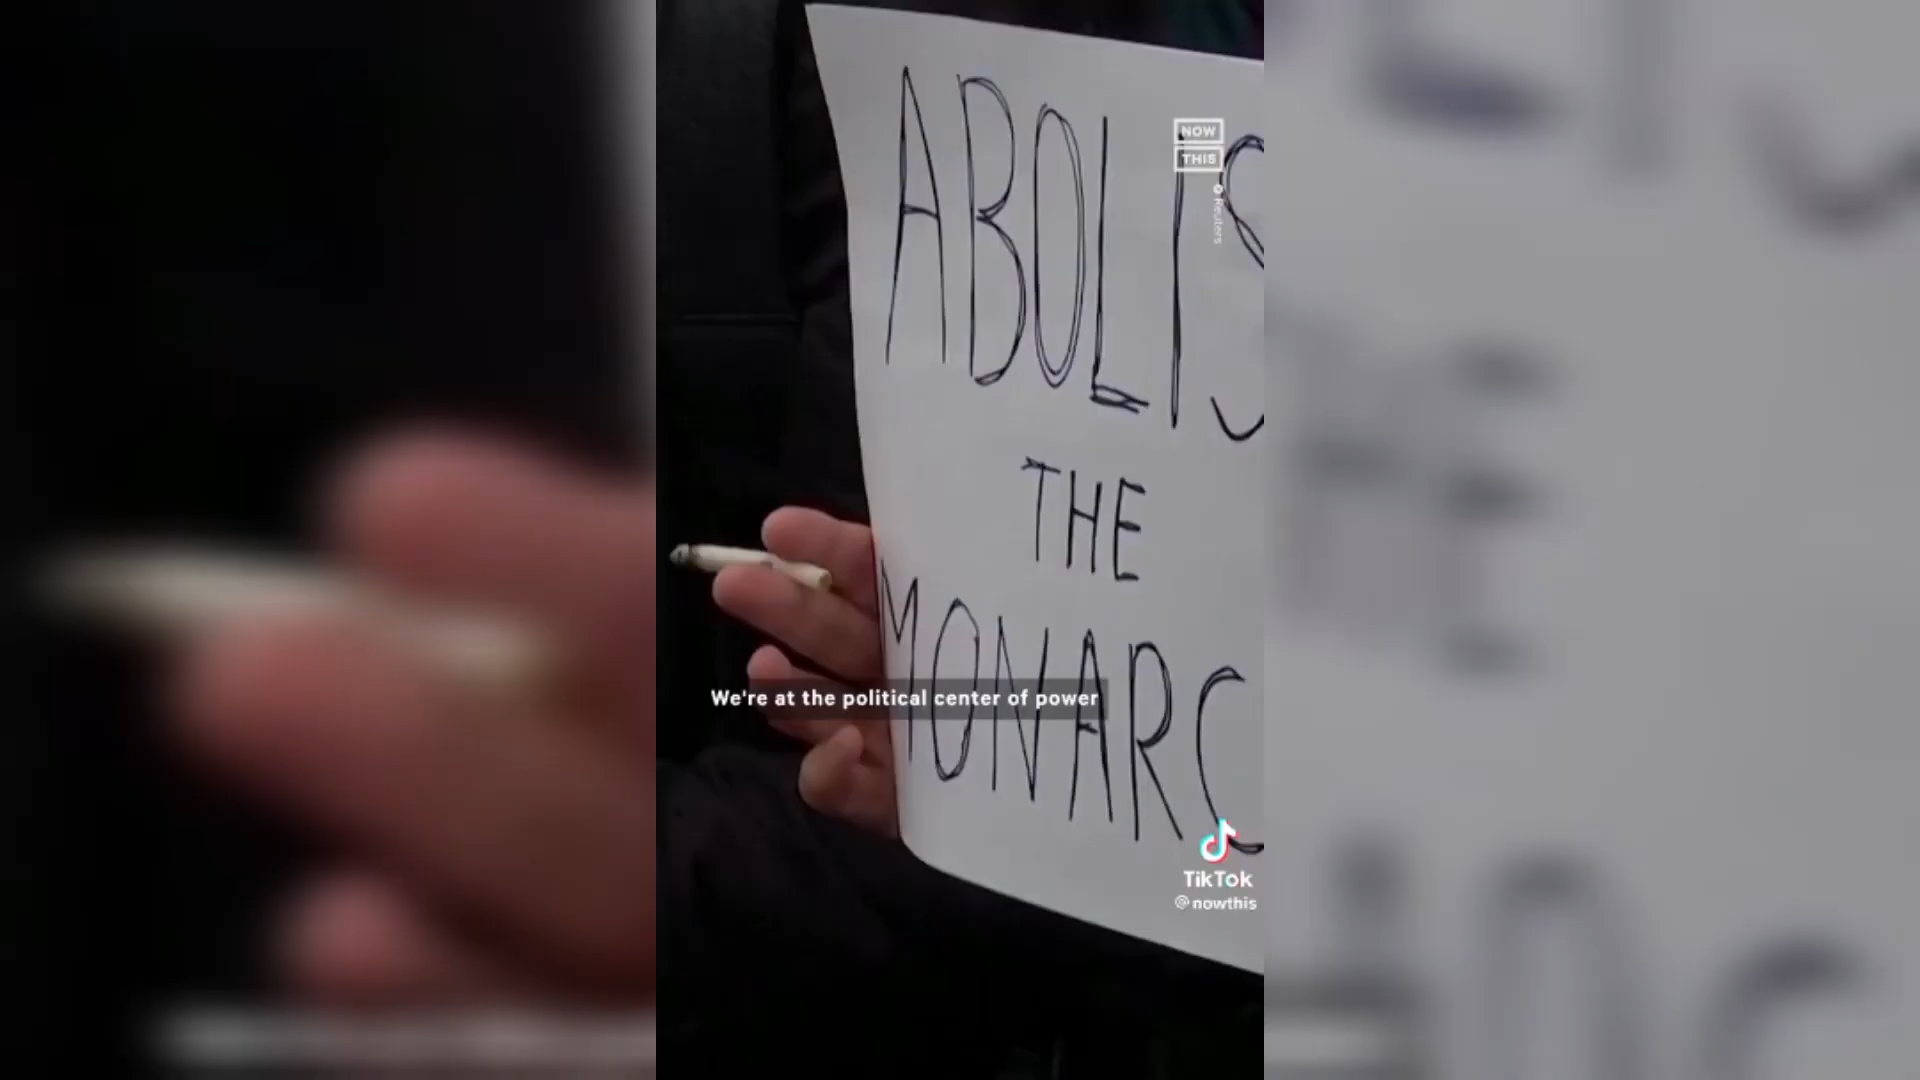 ABOLIS
THE
MONARC
NOW
THIS
Reuters
We're at the political center of power
TikTok
@nowthis